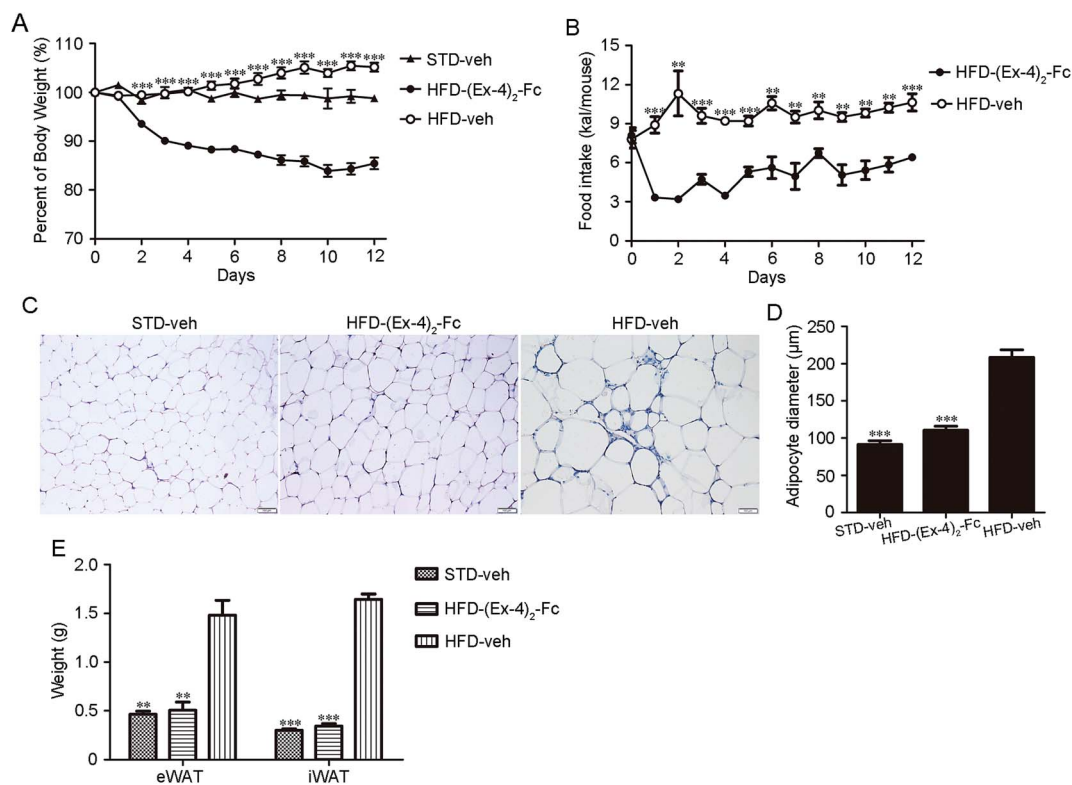 A
Percent of Body Weight (%)
110
100
90
80
70
*** *** *** *** *** *** *** *** *** *** ***
0 2 4 6 8 10 12
Days
STD-veh
HFD-(Ex-4)₂-Fc
HFD-veh
B
Food intake (kal/mouse)
15
12
9
6
3
0
*** ** *** *** *** ** ** ** ** ** ** ***
0 2 4 6 8 10 12
Days
HFD-(Ex-4)₂-Fc
HFD-veh
C
STD-veh HFD-(Ex-4)₂-Fc HFD-veh
D
Adipocyte diameter (μm)
250
200
150
100
50
0
*** ***
STD-veh HFD-(Ex-4)₂-Fc HFD-veh
E
Weight (g)
2.0
1.5
1.0
0.5
0
** ** *** ***
eWAT iWAT
STD-veh
HFD-(Ex-4)₂-Fc
HFD-veh